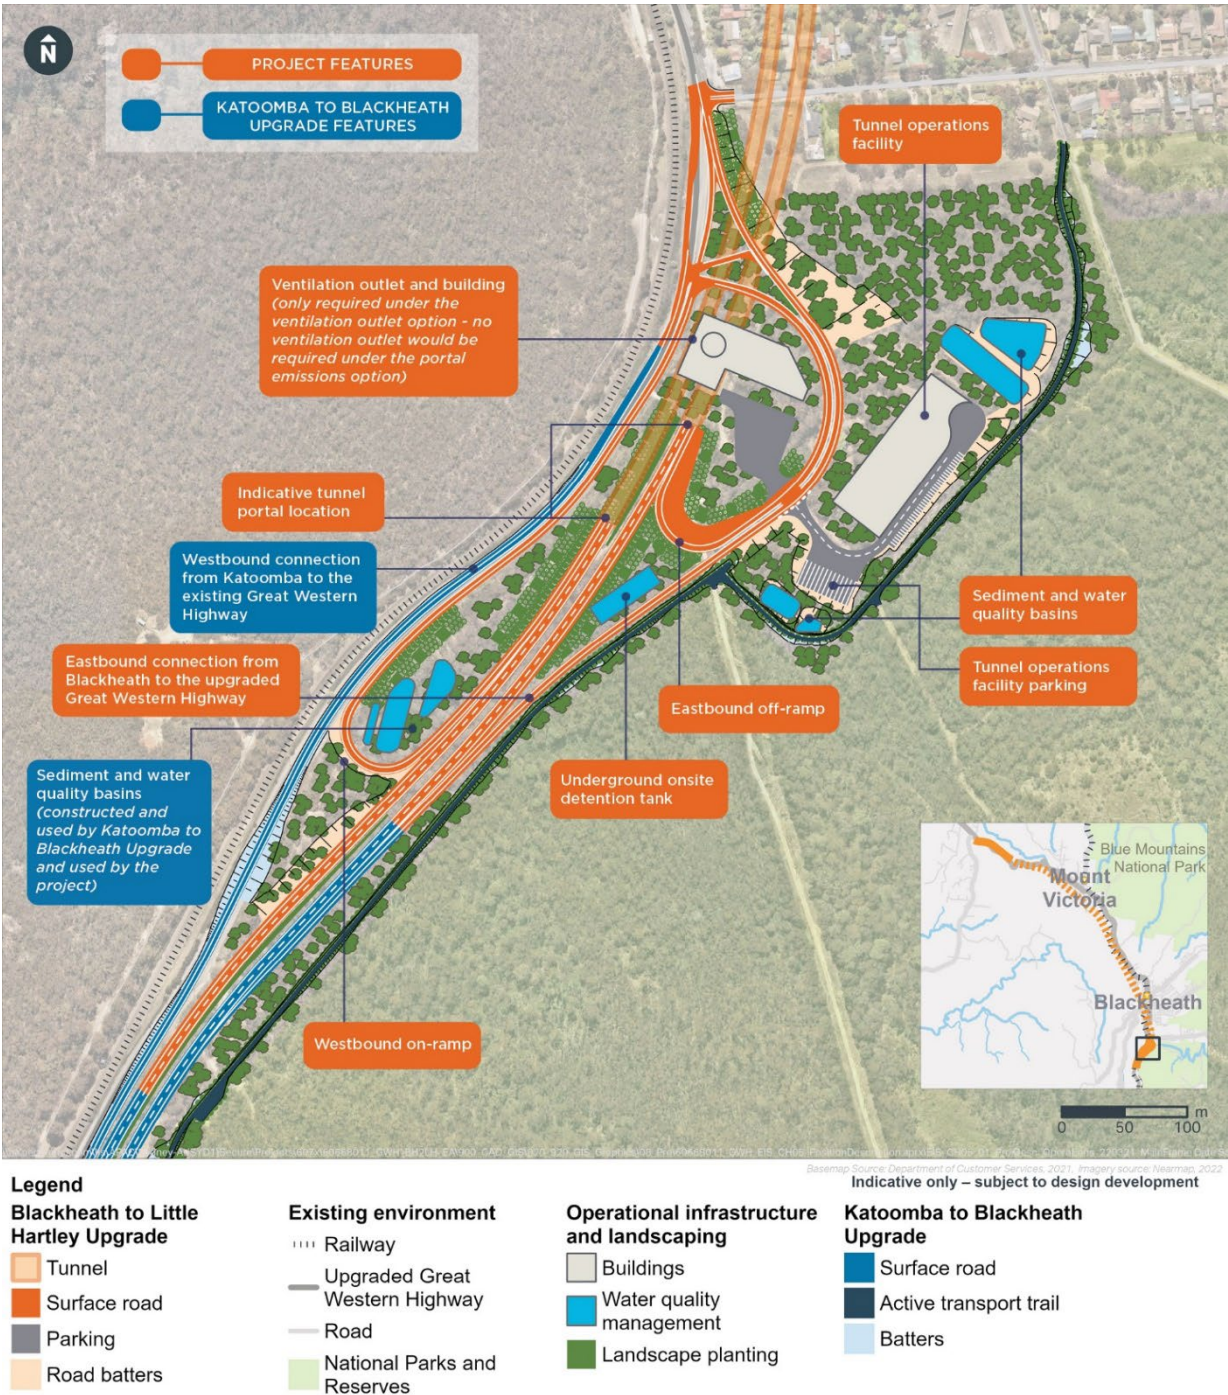 N
PROJECT FEATURES
KATOOMBA TO BLACKHEATH
UPGRADE FEATURES
Tunnel operations
facility
Ventilation outlet and building
(only required under the
ventilation outlet option - no
ventilation outlet would be
required under the portal
emissions option)
Indicative tunnel
portal location
Westbound connection
from Katoomba to the
existing Great Western
Highway
Eastbound connection from
Blackheath to the upgraded
Great Western Highway
Sediment and water
quality basins
(constructed and
used by Katoomba to
Blackheath Upgrade
and used by the
project)
Sediment and water
quality basins
Tunnel operations
facility parking
Eastbound off-ramp
Underground onsite
detention tank
Westbound on-ramp
Blue Mountains
National Park
Mount
Victoria
Blackheath
m
0 50 100
Basemap Source: Department of Customer Services, 2021. Imagery source: Nearmap, 2022
Indicative only – subject to design development
Legend
Blackheath to Little
Hartley Upgrade
Tunnel
Surface road
Parking
Road batters
Existing environment
Railway
Upgraded Great
Western Highway
Road
National Parks and
Reserves
Operational infrastructure
and landscaping
Buildings
Water quality
management
Landscape planting
Katoomba to Blackheath
Upgrade
Surface road
Active transport trail
Batters